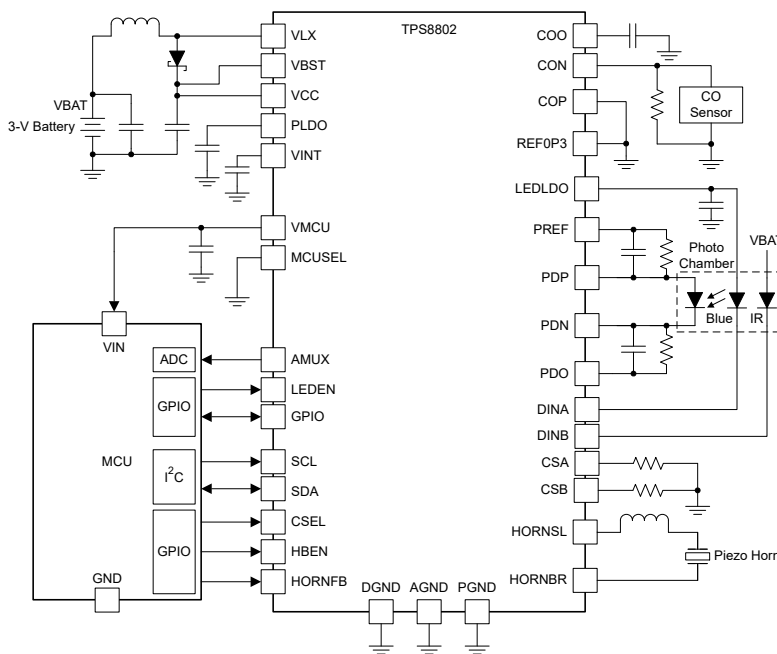 TPS8802
VLX
VBST
VCC
PLDO
VINT
VMCU
MCUSEL
AMUX
LEDEN
GPIO
SCL
SDA
CSEL
HBEN
HORNFB
DGND
AGND
PGND
COO
CON
COP
REF0P3
LEDLDO
PREF
PDP
PDN
PDO
DINA
DINB
CSA
CSB
HORNSL
HORNBR
VBAT
3-V Battery
VIN
ADC
GPIO
MCU
I2C
GPIO
GND
CO
Sensor
VBAT
Photo
Chamber
Blue
IR
Piezo Horn